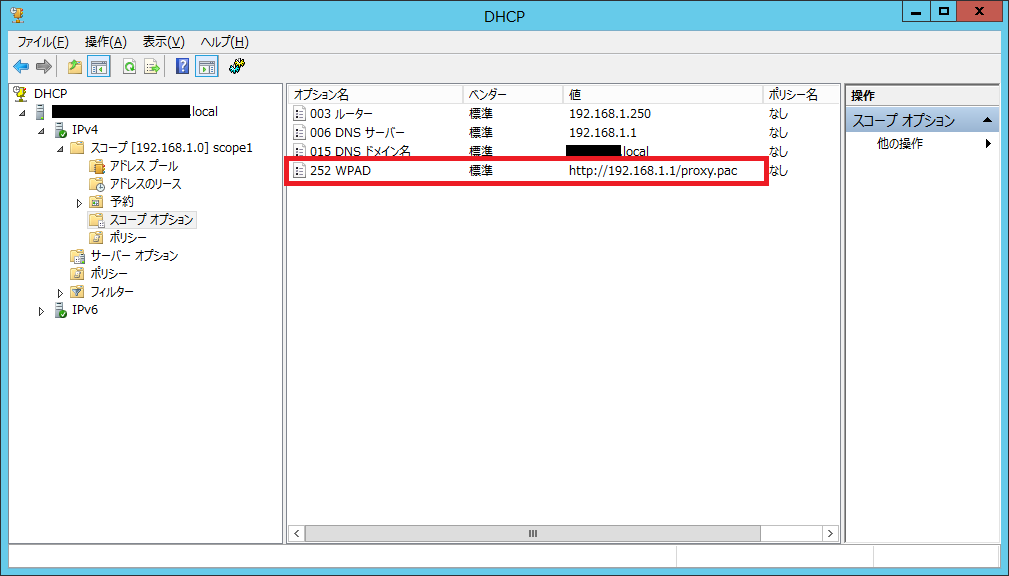 DHCP
ファイル(F) 操作(A) 表示(V) ヘルプ(H)
DHCP
.local
IPv4
スコープ [192.168.1.0] scope1
アドレス プール
アドレスのリース
予約
スコープ オプション
ポリシー
サーバー オプション
ポリシー
フィルター
IPv6
オプション名 ベンダー 値 ポリシー名
003 ルーター 標準 192.168.1.250 なし
006 DNS サーバー 標準 192.168.1.1 なし
015 DNS ドメイン名 標準 .local なし
252 WPAD 標準 http://192.168.1.1/proxy.pac なし
操作
スコープ オプション
他の操作